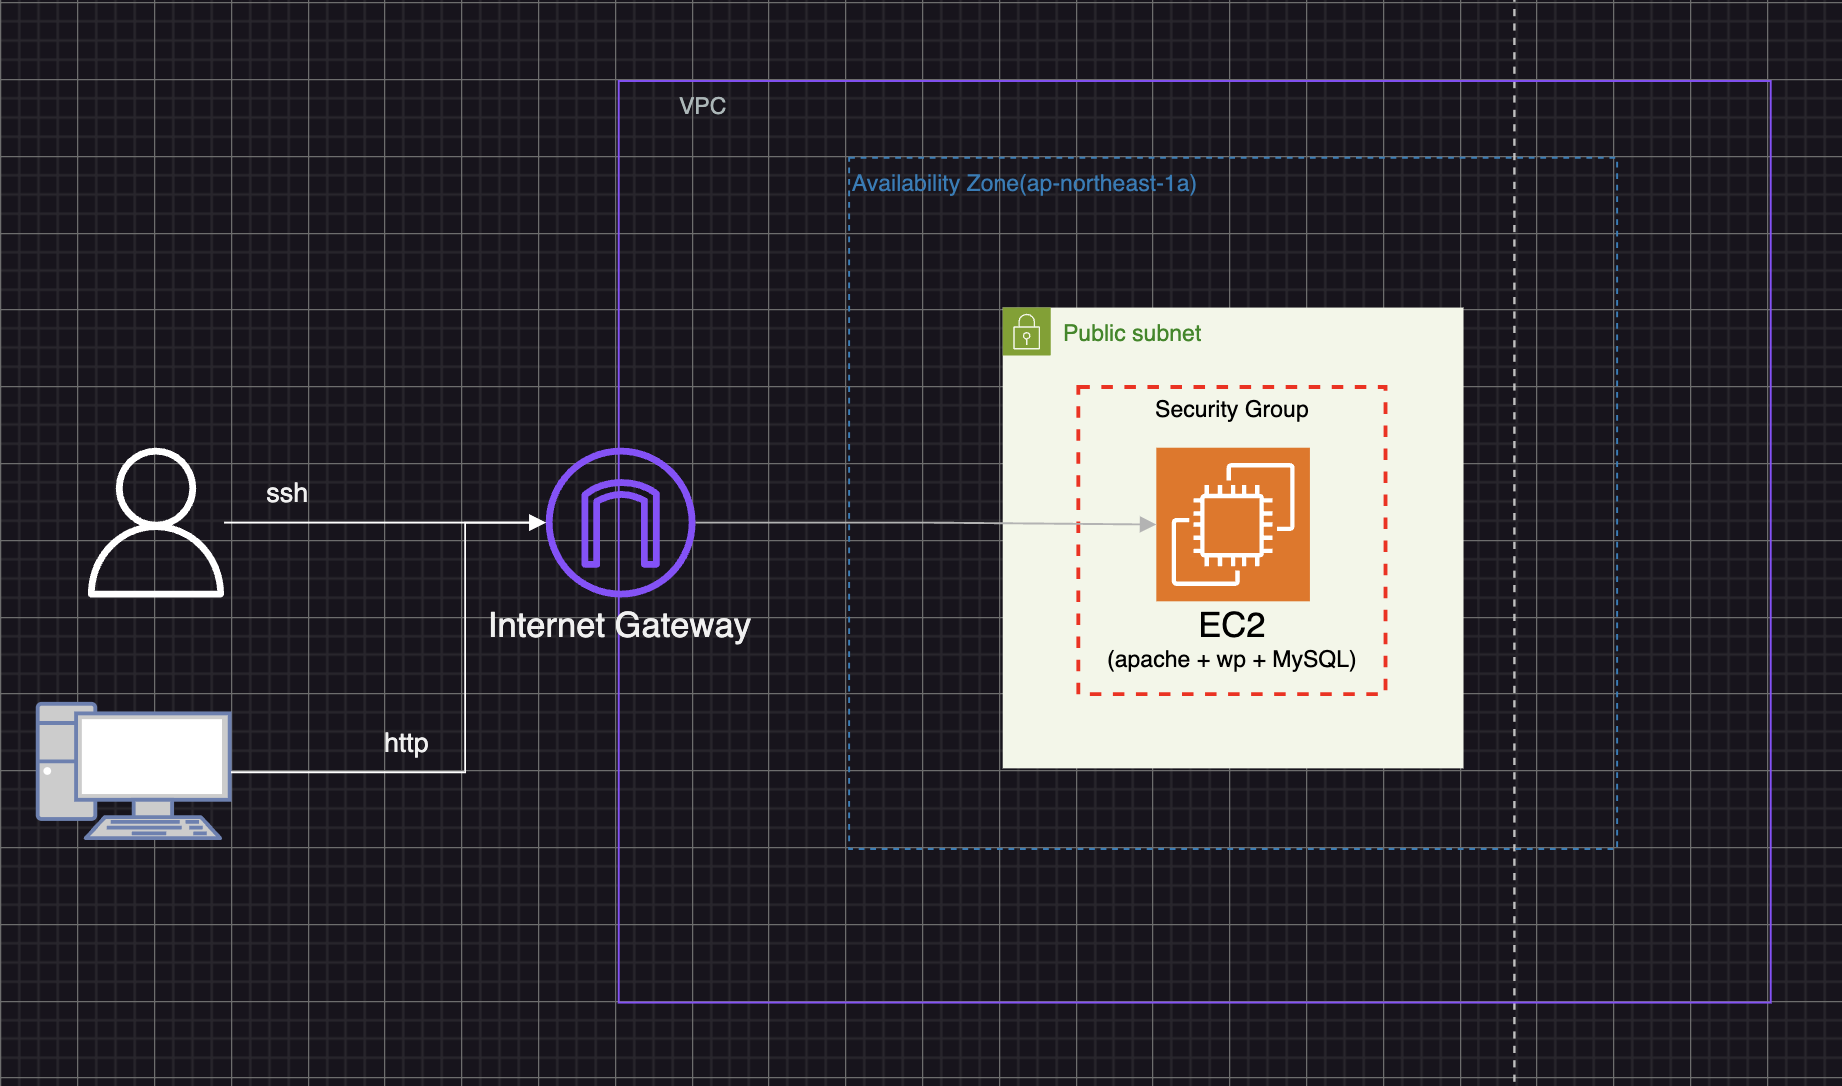 VPC
Availability Zone(ap-northeast-1a)
Public subnet
Security Group
ssh
Internet Gateway
EC2
(apache + wp + MySQL)
http